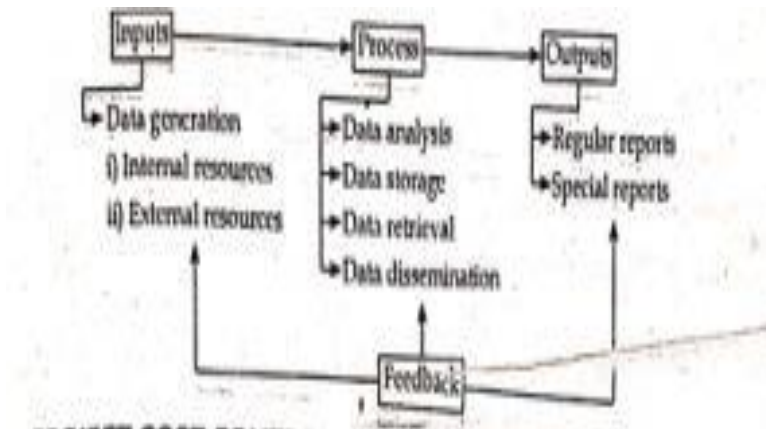 Inputs
Process
Outputs
Data generation
i) Internal resources
ii) External resources
Data analysis
Data storage
Data retrieval
Data dissemination
Regular reports
Special reports
Feedback